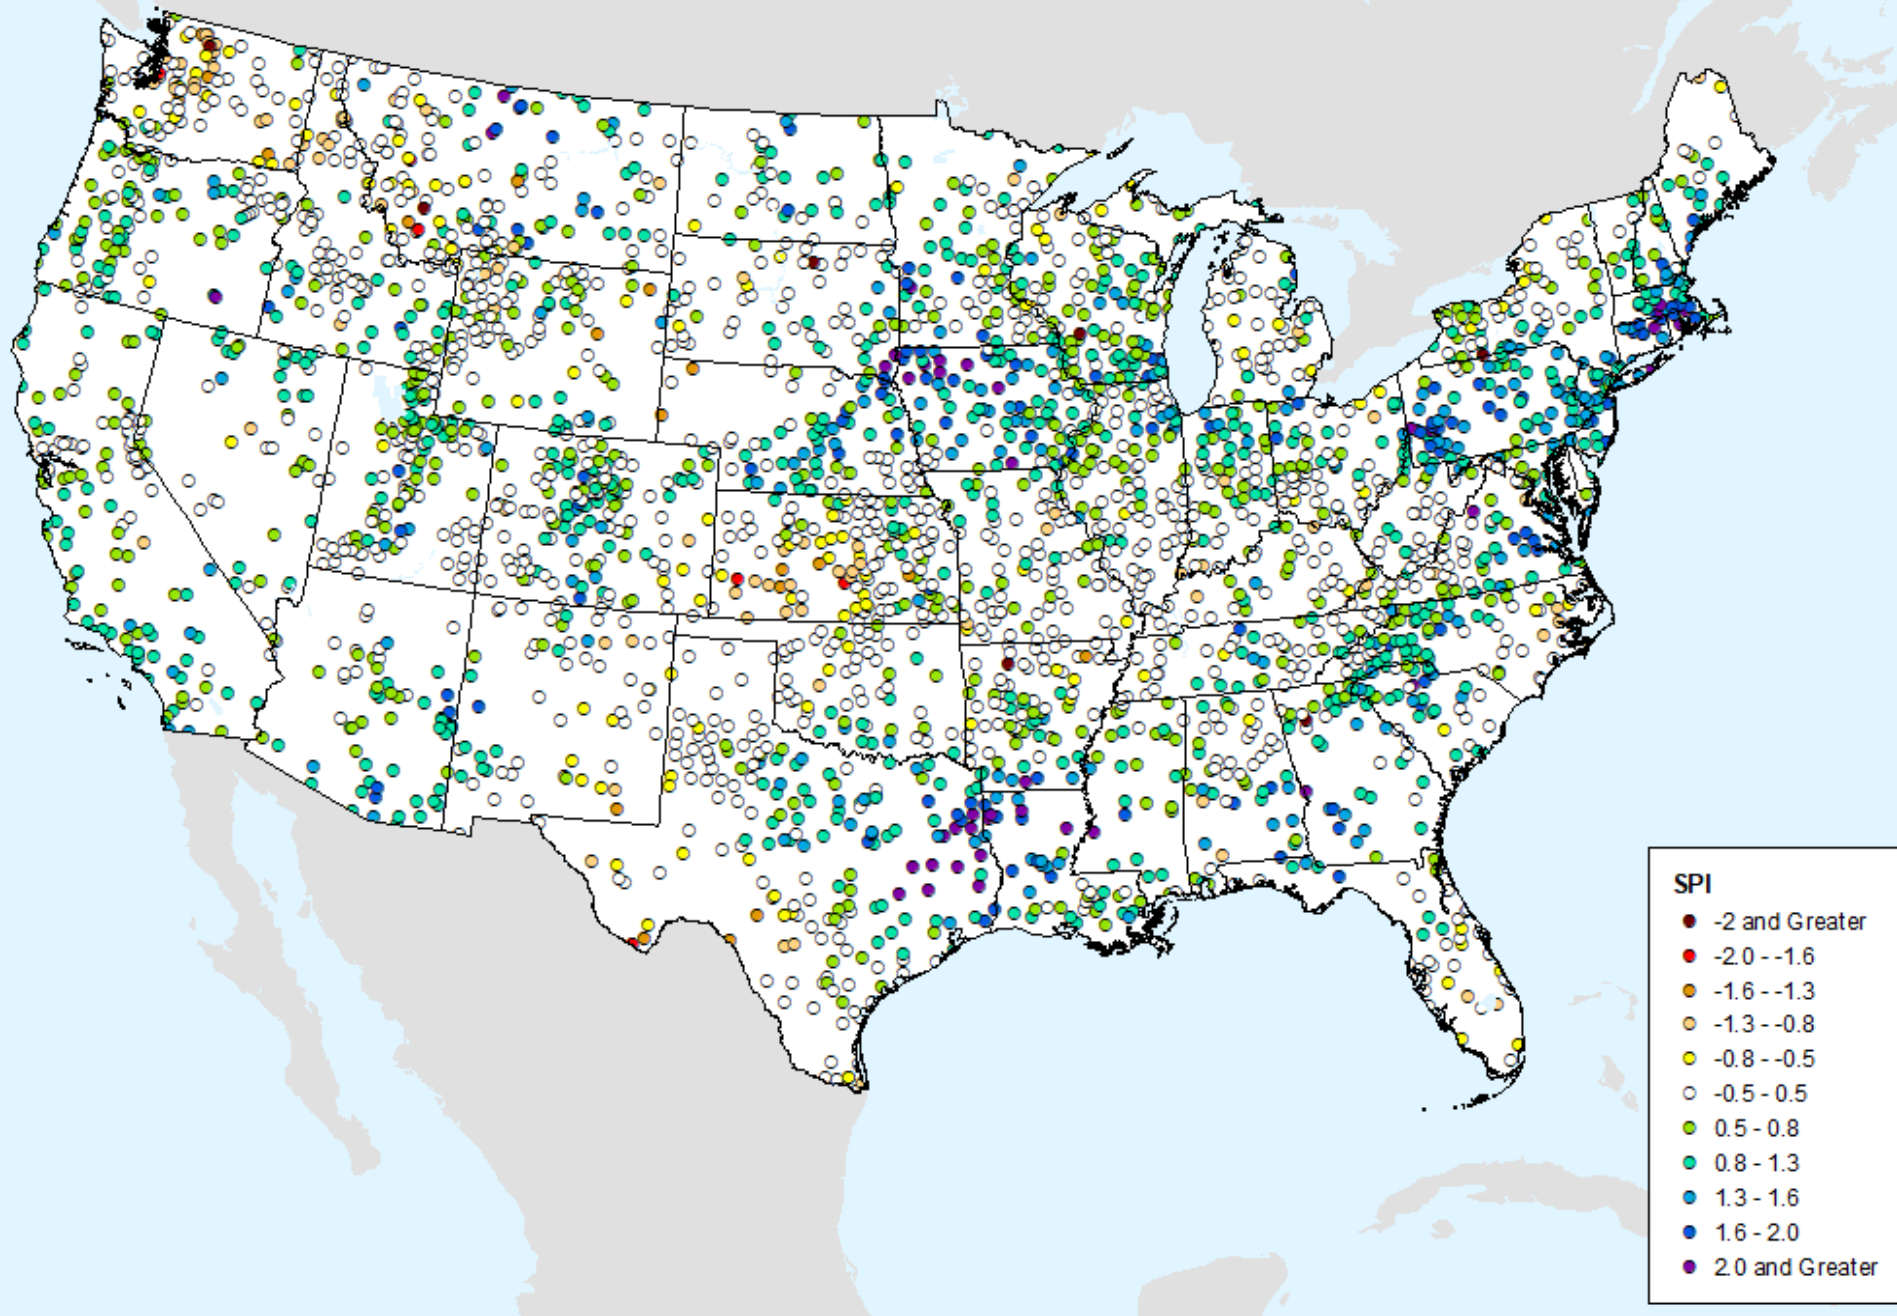 SPI
-2 and Greater
-2.0 - -1.6
-1.6 - -1.3
-1.3 - -0.8
-0.8 - -0.5
-0.5 - 0.5
0.5 - 0.8
0.8 - 1.3
1.3 - 1.6
1.6 - 2.0
2.0 and Greater